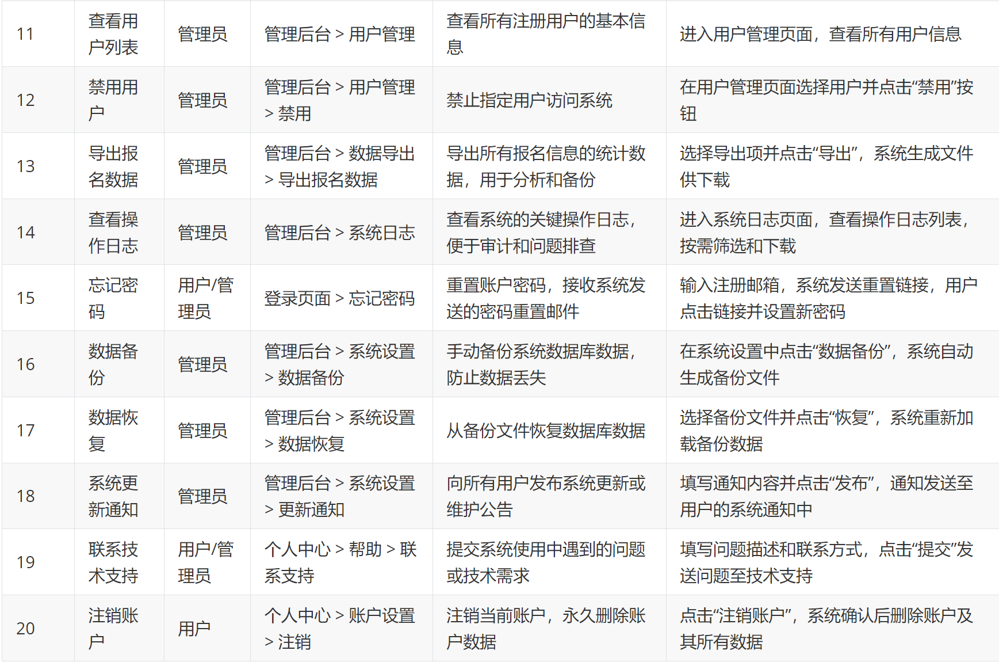 11
查看用
户列表
管理员
管理后台 > 用户管理
查看所有注册用户的基本信
息
进入用户管理页面，查看所有用户信息
12
禁用用
户
管理员
管理后台 > 用户管理
> 禁用
禁止指定用户访问系统
在用户管理页面选择用户并点击“禁用”按
钮
13
导出报
名数据
管理员
管理后台 > 数据导出
> 导出报名数据
导出所有报名信息的统计数
据，用于分析和备份
选择导出项并点击“导出”，系统生成文件
供下载
14
查看操
作日志
管理员
管理后台 > 系统日志
查看系统的关键操作日志，
便于审计和问题排查
进入系统日志页面，查看操作日志列表，
按需筛选和下载
15
忘记密
码
用户/管
理员
登录页面 > 忘记密码
重置账户密码，接收系统发
送的密码重置邮件
输入注册邮箱，系统发送重置链接，用户
点击链接并设置新密码
16
数据备
份
管理员
管理后台 > 系统设置
> 数据备份
手动备份系统数据库数据，
防止数据丢失
在系统设置中点击“数据备份”，系统自动
生成备份文件
17
数据恢
复
管理员
管理后台 > 系统设置
> 数据恢复
从备份文件恢复数据库数据
选择备份文件并点击“恢复”，系统重新加
载备份数据
18
系统更
新通知
管理员
管理后台 > 系统设置
> 更新通知
向所有用户发布系统更新或
维护公告
填写通知内容并点击“发布”，通知发送至
用户的系统通知中
19
联系技
术支持
用户/管
理员
个人中心 > 帮助 > 联
系支持
提交系统使用中遇到的问题
或技术需求
填写问题描述和联系方式，点击“提交”发
送问题至技术支持
20
注销账
户
用户
个人中心 > 账户设置
> 注销
注销当前账户，永久删除账
户数据
点击“注销账户”，系统确认后删除账户及
其所有数据